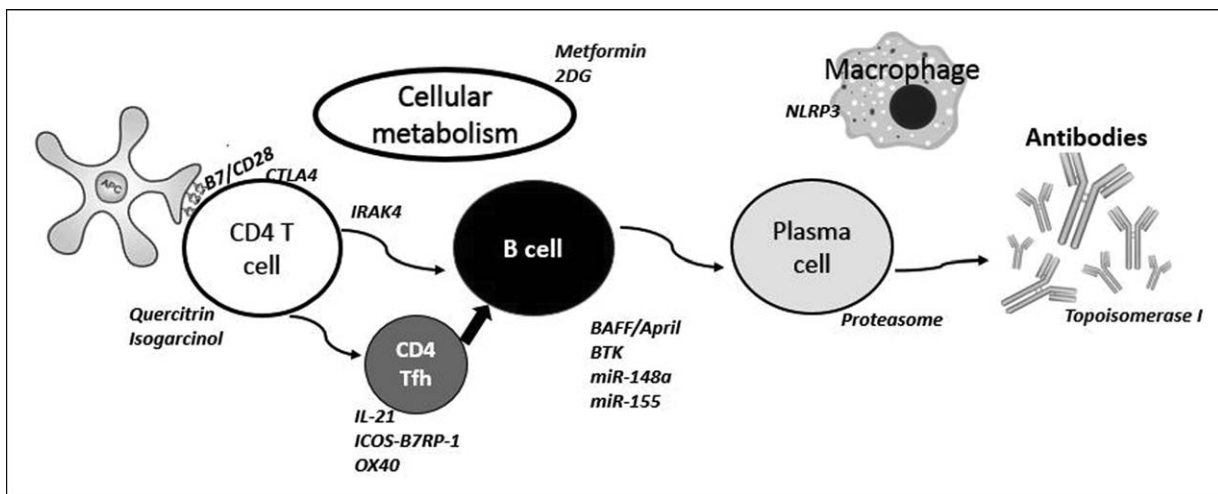 Metformin
2DG
Cellular
metabolism
Macrophage
NLRP3
Antibodies
APC
B7/CD28
CTLA4
CD4 T
cell
IRAK4
B cell
Plasma
cell
Quercitrin
Isogarcinol
CD4
Tfh
BAFF/April
BTK
miR-148a
miR-155
Proteasome
Topoisomerase I
IL-21
ICOS-B7RP-1
OX40